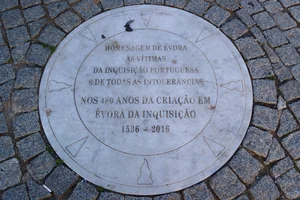 HOMENAGEM DE ÉVORA
ÀS VÍTIMAS
DA INQUISIÇÃO PORTUGUESA
E DE TODAS AS INTOLERÂNCIAS
NOS 480 ANOS DA CRIAÇÃO EM
ÉVORA DA INQUISIÇÃO
1536 - 2016